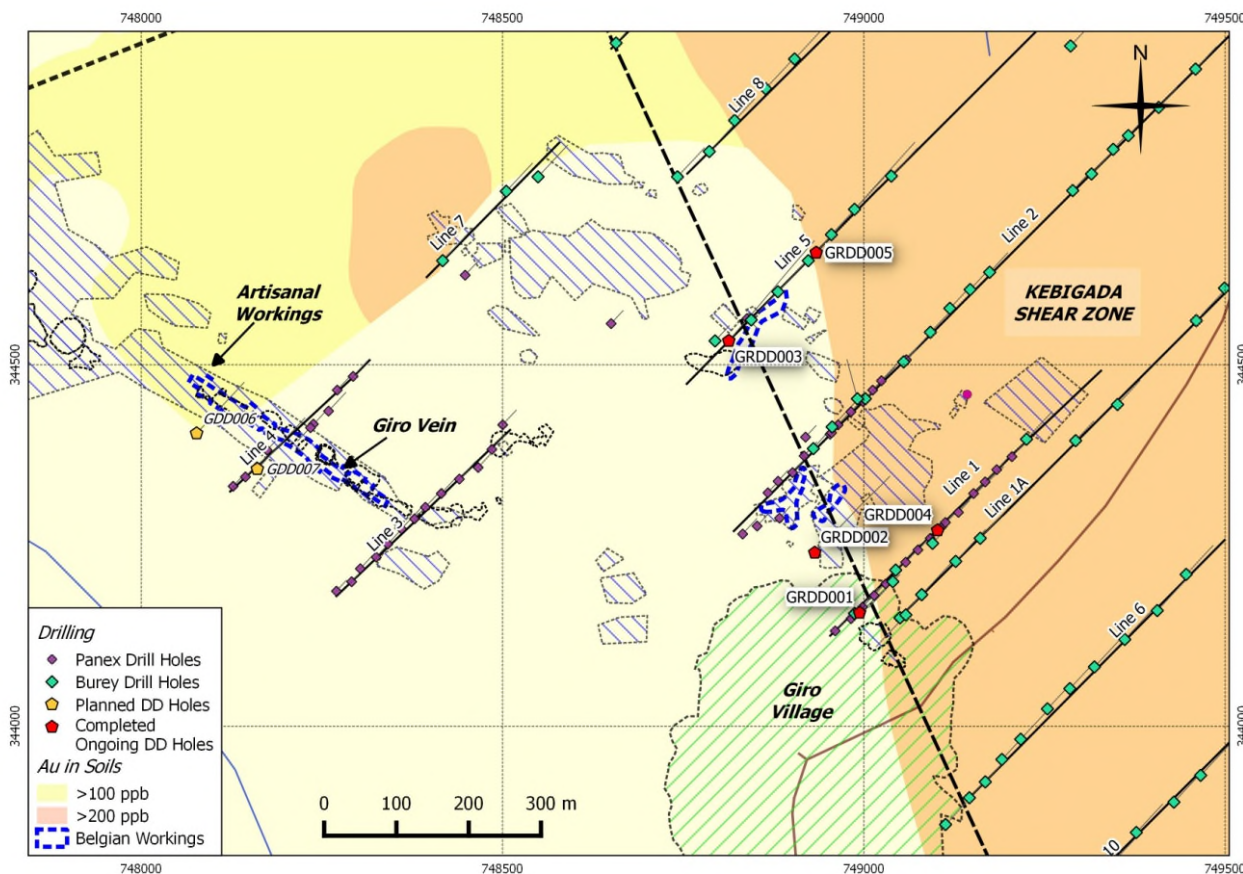 748000
748500
749000
749500
N
Line 8
Line 7
Line 5
Line 2
GRDD005
Artisanal
Workings
KEBIGADA
SHEAR ZONE
344500
344500
GRDD003
GDD006
Giro Vein
Line 4
GDD007
Line 1
Line 1A
Line 3
GRDD004
GRDD002
GRDD001
Line 6
Giro
Village
344000
344000
Drilling
Panex Drill Holes
Burey Drill Holes
Planned DD Holes
Completed
Ongoing DD Holes
Au in Soils
>100 ppb
>200 ppb
Belgian Workings
0 100 200 300 m
10
748000
748500
749000
749500